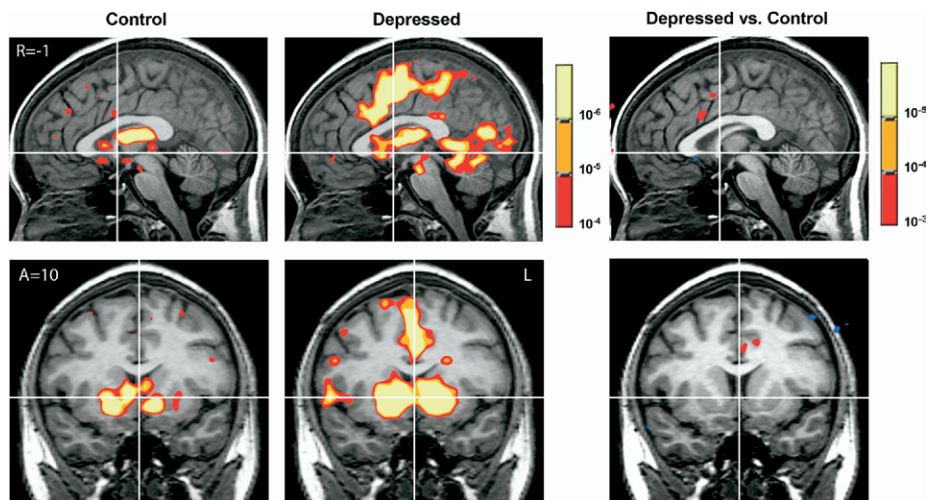 Control
Depressed
Depressed vs. Control
R=-1
10-6
10-5
10-4
10-5
10-4
10-3
A=10
L